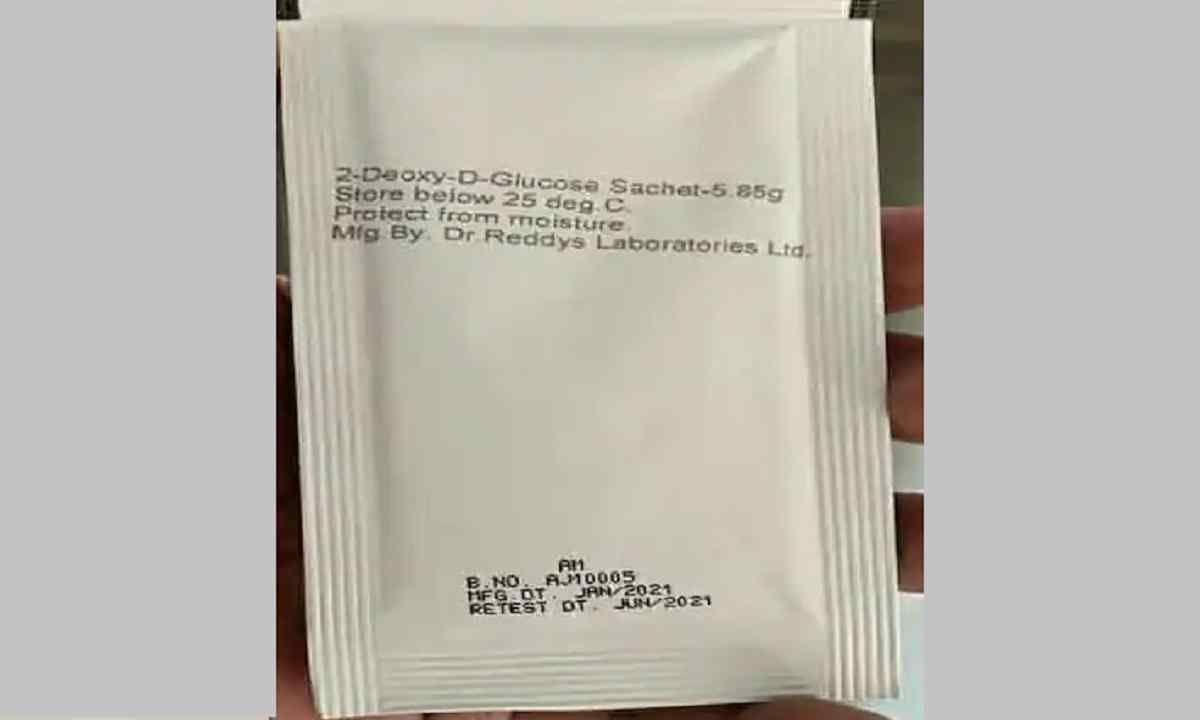 2-Deoxy-D-Glucose Sachet-5.85g
Store below 25 deg.C.
Protect from moisture.
Mfg.By. Dr.Reddys Laboratories Ltd.
AM
B.NO. AJM0005
MFG.DT. JAN/2021
RETEST DT. JUN/2021